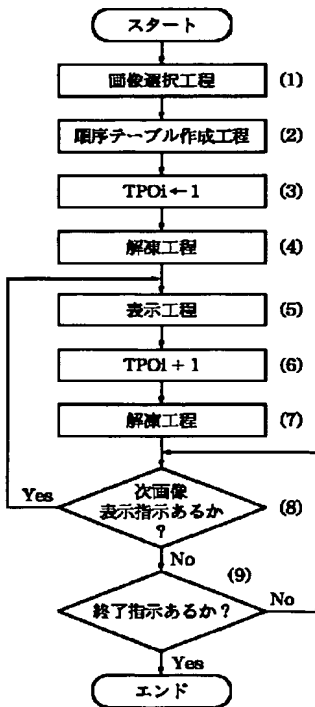 スタート
画像選択工程 (1)
順序テーブル作成工程 (2)
TPOi←1 (3)
解凍工程 (4)
表示工程 (5)
TPOi+1 (6)
解凍工程 (7)
Yes
次画像
表示指示あるか
?
(8)
No
(9)
終了指示あるか?
No
Yes
エンド